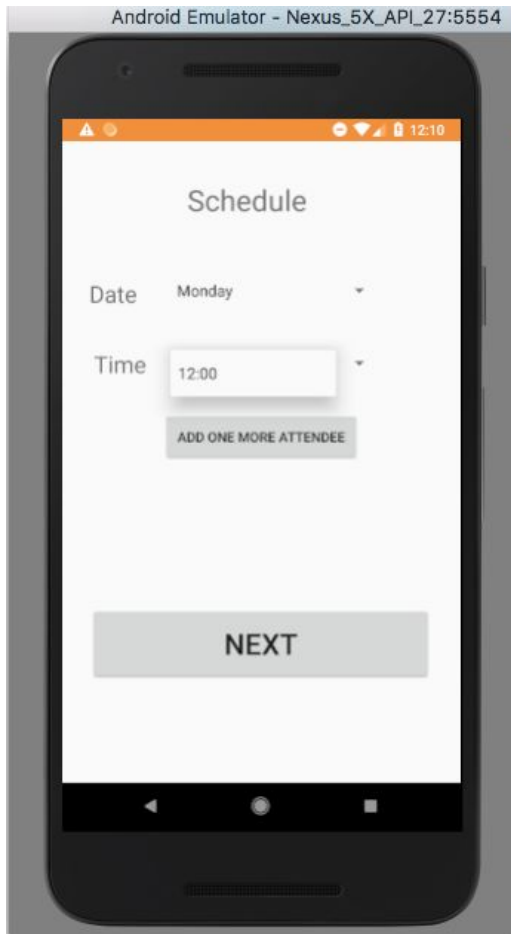 Android Emulator - Nexus_5X_API_27:5554
12:10
Schedule
Date Monday
Time 12:00
ADD ONE MORE ATTENDEE
NEXT